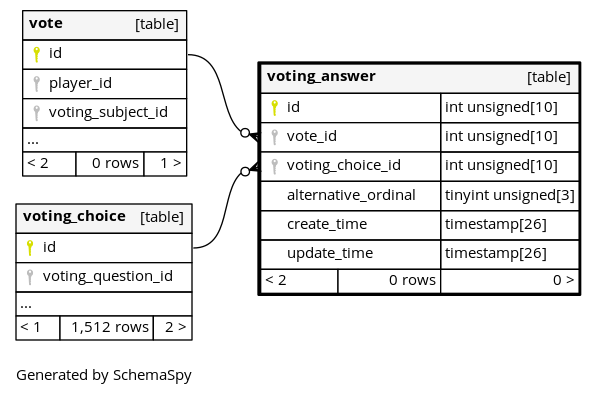 vote [table]
id
player_id
voting_subject_id
...
< 2 0 rows 1 >
voting_choice [table]
id
voting_question_id
...
< 1 1,512 rows 2 >
voting_answer [table]
id int unsigned[10]
vote_id int unsigned[10]
voting_choice_id int unsigned[10]
alternative_ordinal tinyint unsigned[3]
create_time timestamp[26]
update_time timestamp[26]
< 2 0 rows 0 >
Generated by SchemaSpy